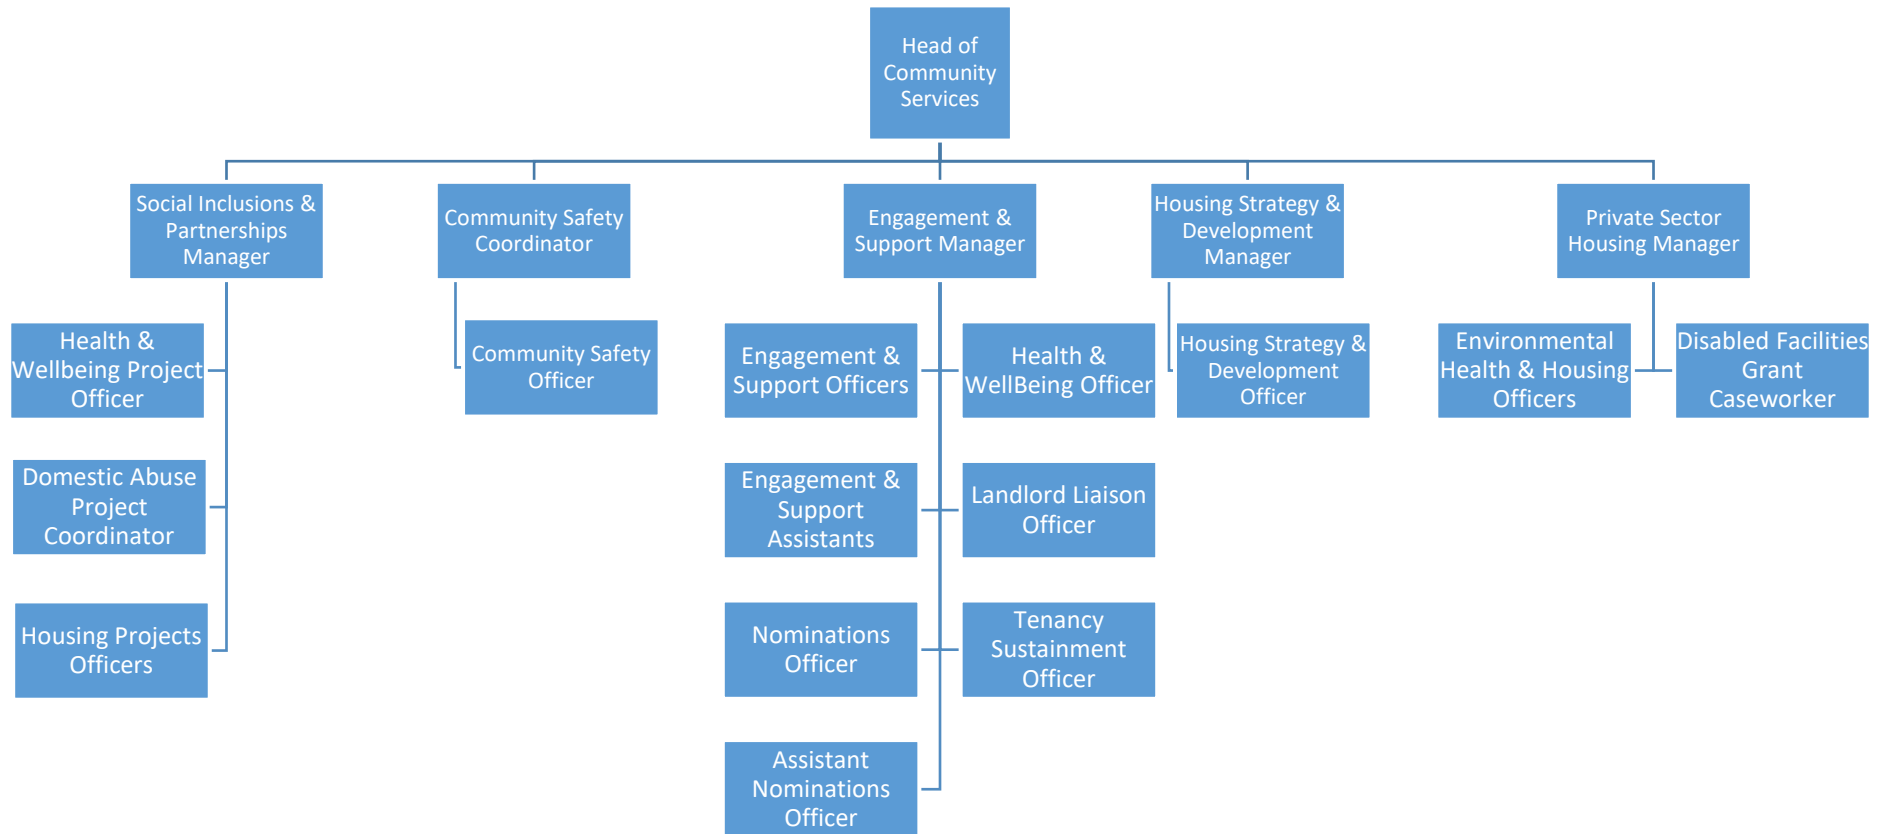 Head of
Community
Services
Social Inclusions &
Partnerships
Manager
Community Safety
Coordinator
Engagement &
Support Manager
Housing Strategy &
Development
Manager
Private Sector
Housing Manager
Health &
Wellbeing Project
Officer
Domestic Abuse
Project
Coordinator
Housing Projects
Officers
Community Safety
Officer
Engagement &
Support Officers
Health &
WellBeing Officer
Engagement &
Support
Assistants
Landlord Liaison
Officer
Nominations
Officer
Tenancy
Sustainment
Officer
Assistant
Nominations
Officer
Housing Strategy &
Development
Officer
Environmental
Health & Housing
Officers
Disabled Facilities
Grant
Caseworker